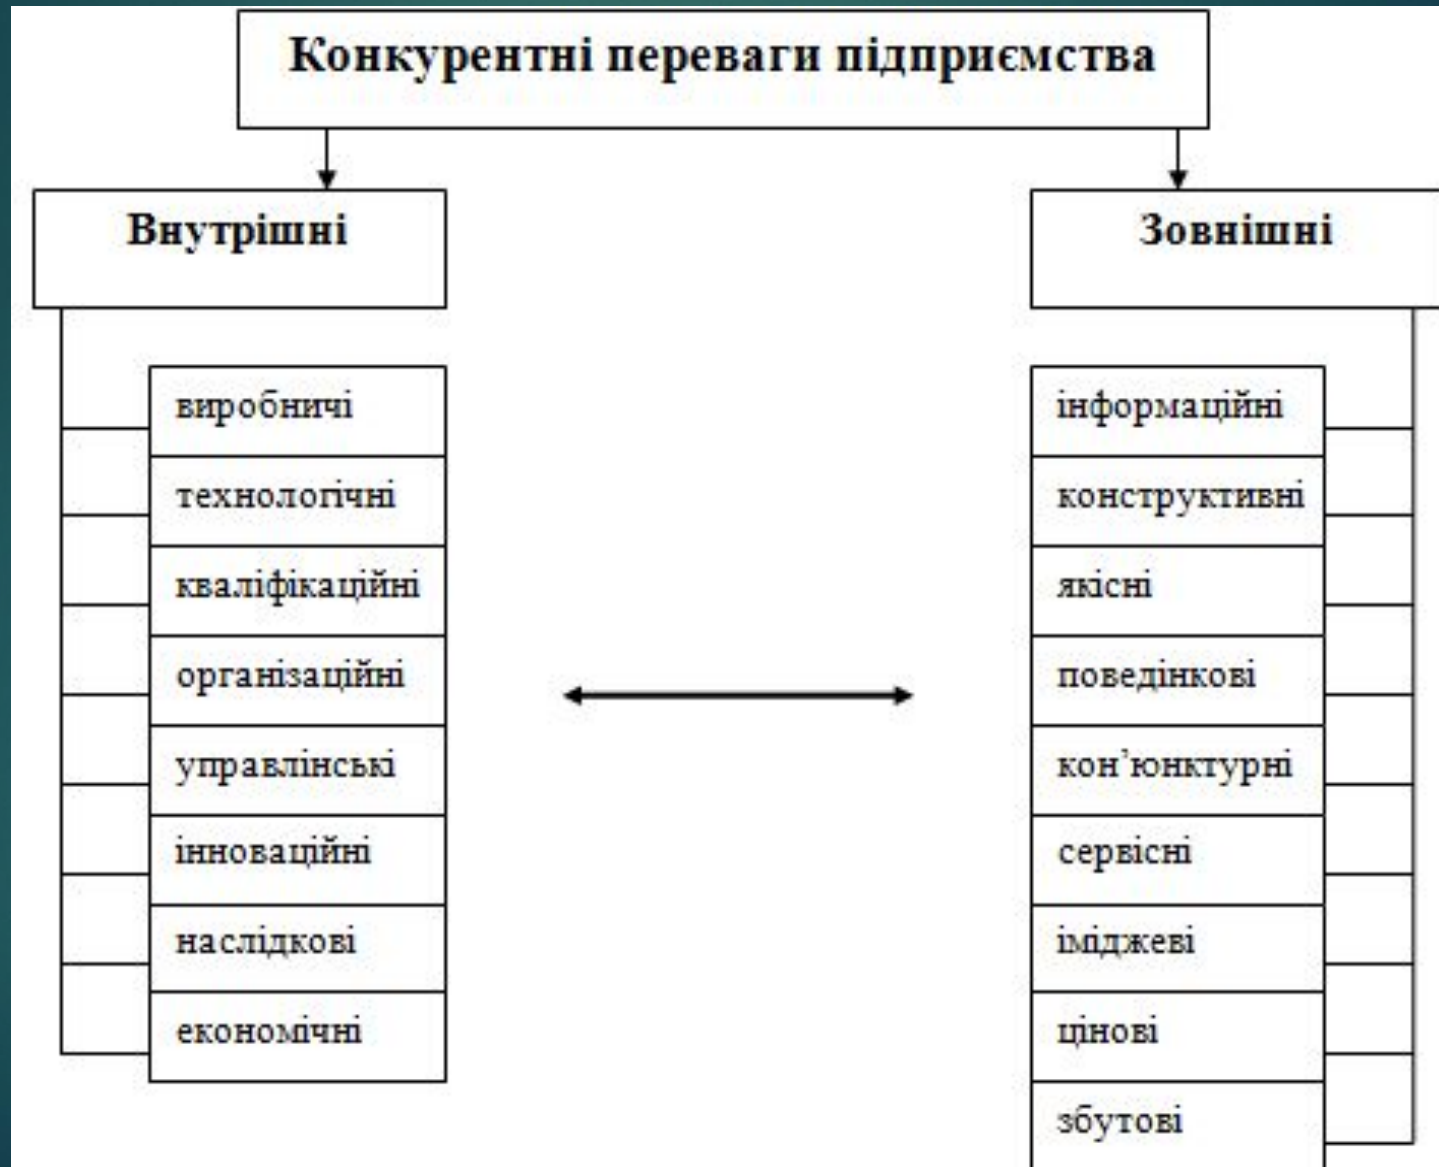 Конкурентні переваги підприємства
Внутрішні
виробничі
технологічні
кваліфікаційні
організаційні
управлінські
інноваційні
наслідкові
економічні
Зовнішні
інформаційні
конструктивні
якісні
поведінкові
кон’юнктурні
сервісні
іміджеві
цінові
збутові